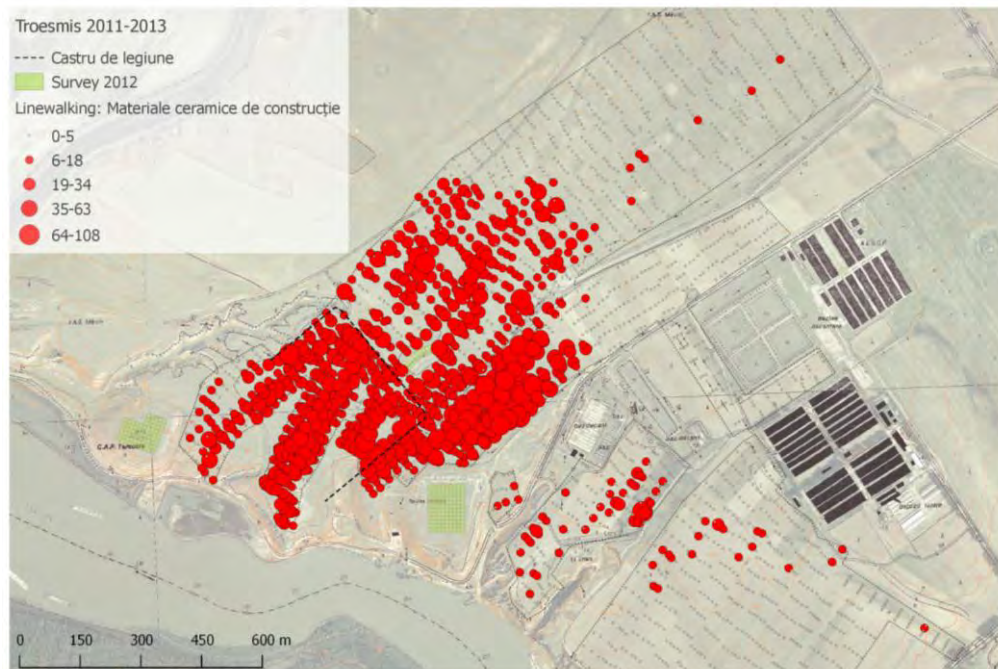 Troesmis 2011-2013
Castru de legiune
Survey 2012
Linewalking: Materiale ceramice de construcție
0-5
6-18
19-34
35-63
64-108
0 150 300 450 600 m